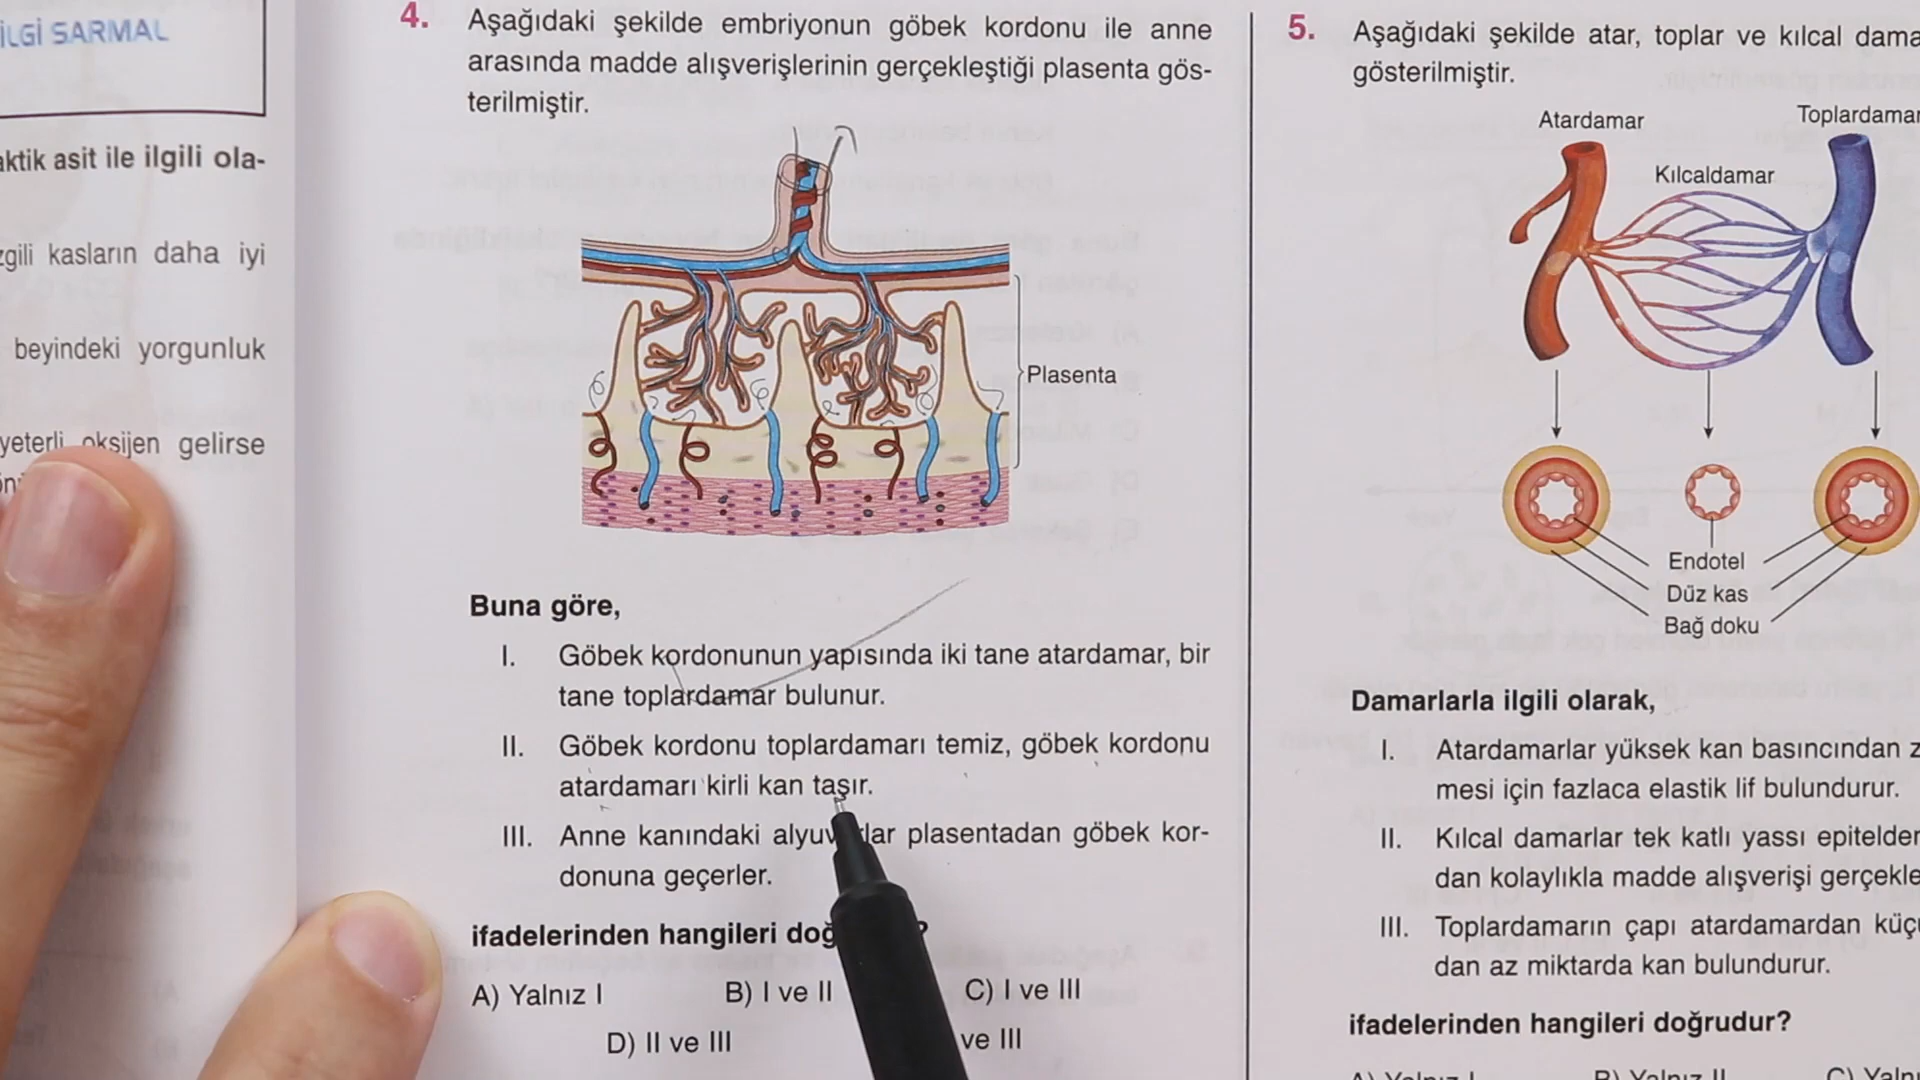 İLGİ SARMAL
aktik asit ile ilgili ola-
kasların daha iyi
beyindeki yorgunluk
yeterli oksijen gelirse
4. Aşağıdaki şekilde embriyonun göbek kordonu ile anne
arasında madde alışverişlerinin gerçekleştiği plasenta gös-
terilmiştir.
Plasenta
Buna göre,
I. Göbek kordonunun yapısında iki tane atardamar, bir
tane toplardamar bulunur.
II. Göbek kordonu toplardamarı temiz, göbek kordonu
atardamarı kirli kan taşır.
III. Anne kanındaki plasentadan göbek kor-
donuna geçerler.
ifadelerinden hangileri
A) Yalnız I
B) I ve II
C) I ve III
D) II ve III
ve III
5. Aşağıdaki şekilde atar, toplar ve kılcal dama
gösterilmiştir.
Atardamar
Toplardamar
Kılcaldamar
Endotel
Düz kas
Bağ doku
Damarlarla ilgili olarak,
I. Atardamarlar yüksek kan basıncından z
mesi için fazlaca elastik lif bulundurur.
II. Kılcal damarlar tek katlı yassı epitelden
dan kolaylıkla madde alışverişi gerçekle
III. Toplardamarın çapı atardamardan küçü
dan az miktarda kan bulundurur.
ifadelerinden hangileri doğrudur?
A) Yalnız I
B) Yalnız II